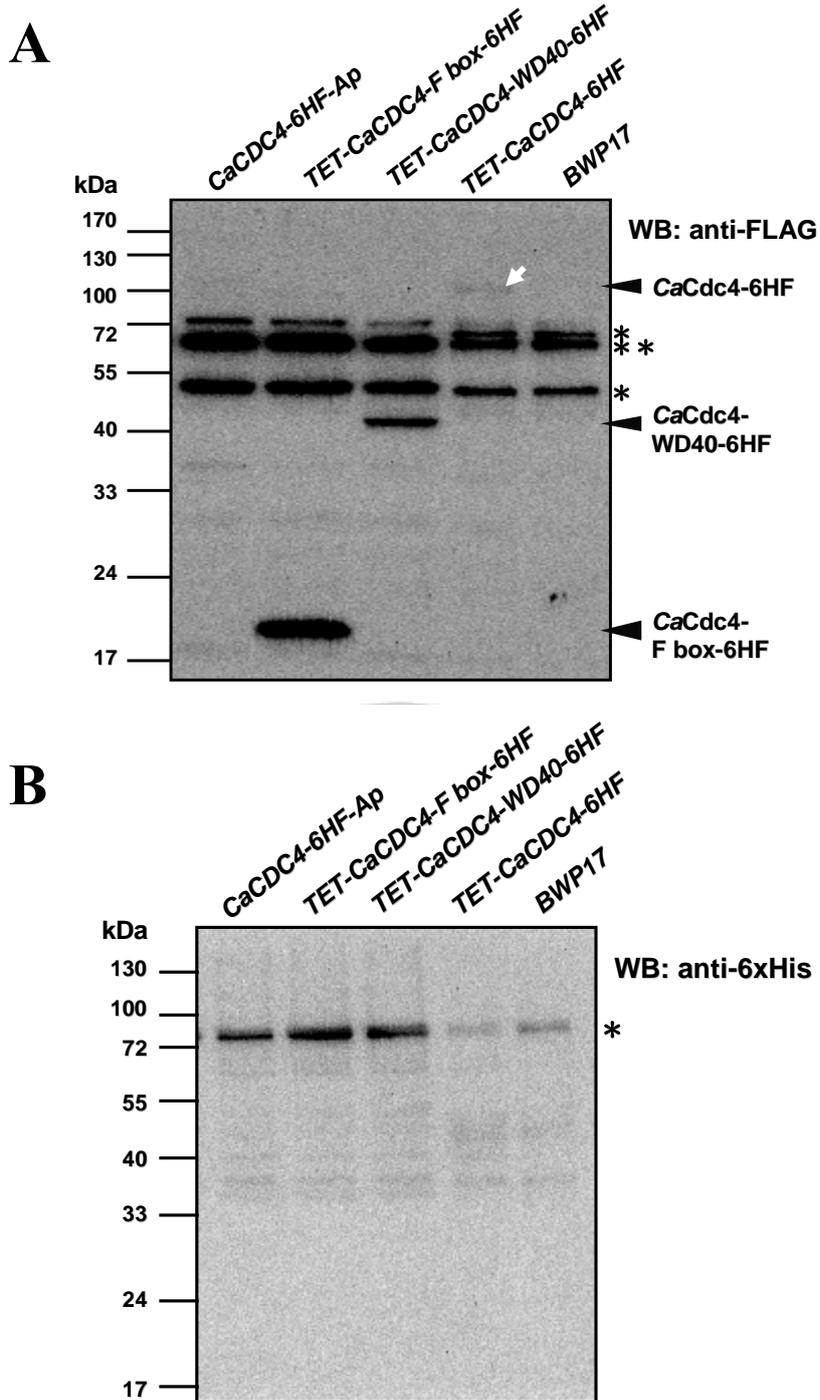 A
CaCDC4-6HF-Ap
TET-CaCDC4-F box-6HF
TET-CaCDC4-WD40-6HF
TET-CaCDC4-6HF
BWP17
kDa
170
130
100
72
55
40
33
24
17
WB: anti-FLAG
CaCdc4-6HF
*
* *
*
CaCdc4-
WD40-6HF
CaCdc4-
F box-6HF
B
CaCDC4-6HF-Ap
TET-CaCDC4-F box-6HF
TET-CaCDC4-WD40-6HF
TET-CaCDC4-6HF
BWP17
kDa
130
100
72
55
40
33
24
17
WB: anti-6xHis
*